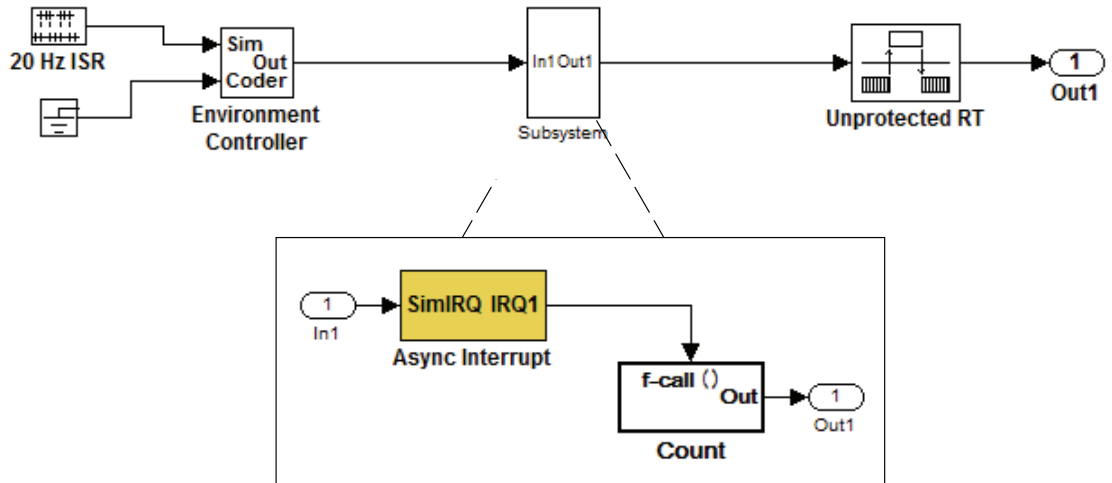 20 Hz ISR
Sim
Out
Coder
Environment
Controller
In1 Out1
Subsystem
Unprotected RT
1
Out1
1
In1
SimIRQ IRQ1
Async Interrupt
f-call ()
Out
Count
1
Out1